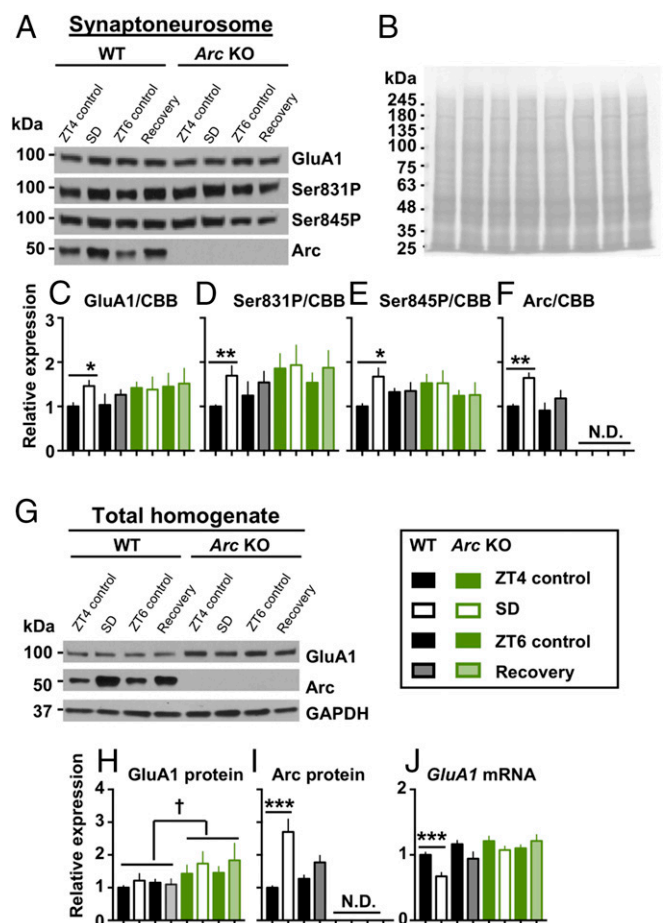 A
Synaptoneurosome
WT
Arc KO
ZT4 control
SD
ZT6 control
Recovery
ZT4 control
SD
ZT6 control
Recovery
kDa
100
GluA1
100
Ser831P
100
Ser845P
50
Arc
B
kDa
245
180
135
100
75
63
48
35
25
C
GluA1/CBB
D
Ser831P/CBB
E
Ser845P/CBB
F
Arc/CBB
Relative expression
3
2
1
0
*
**
*
**
N.D.
G
Total homogenate
WT
Arc KO
ZT4 control
SD
ZT6 control
Recovery
ZT4 control
SD
ZT6 control
Recovery
kDa
100
GluA1
50
Arc
37
GAPDH
WT Arc KO
ZT4 control
SD
ZT6 control
Recovery
H
GluA1 protein
I
Arc protein
J
GluA1 mRNA
Relative expression
4
3
2
1
0
†
***
N.D.
2
1
0
***